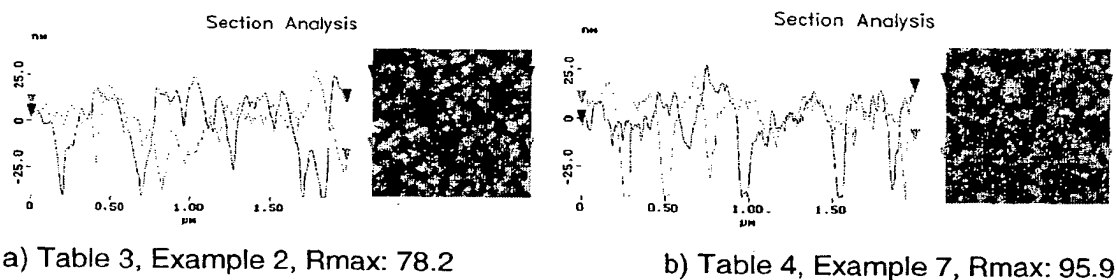 Section Analysis
nm
25.0
0
-25.0
0
0.50
1.00
1.50
μm
a) Table 3, Example 2, Rmax: 78.2
Section Analysis
nm
25.0
0
-25.0
0
0.50
1.00
1.50
μm
b) Table 4, Example 7, Rmax: 95.9